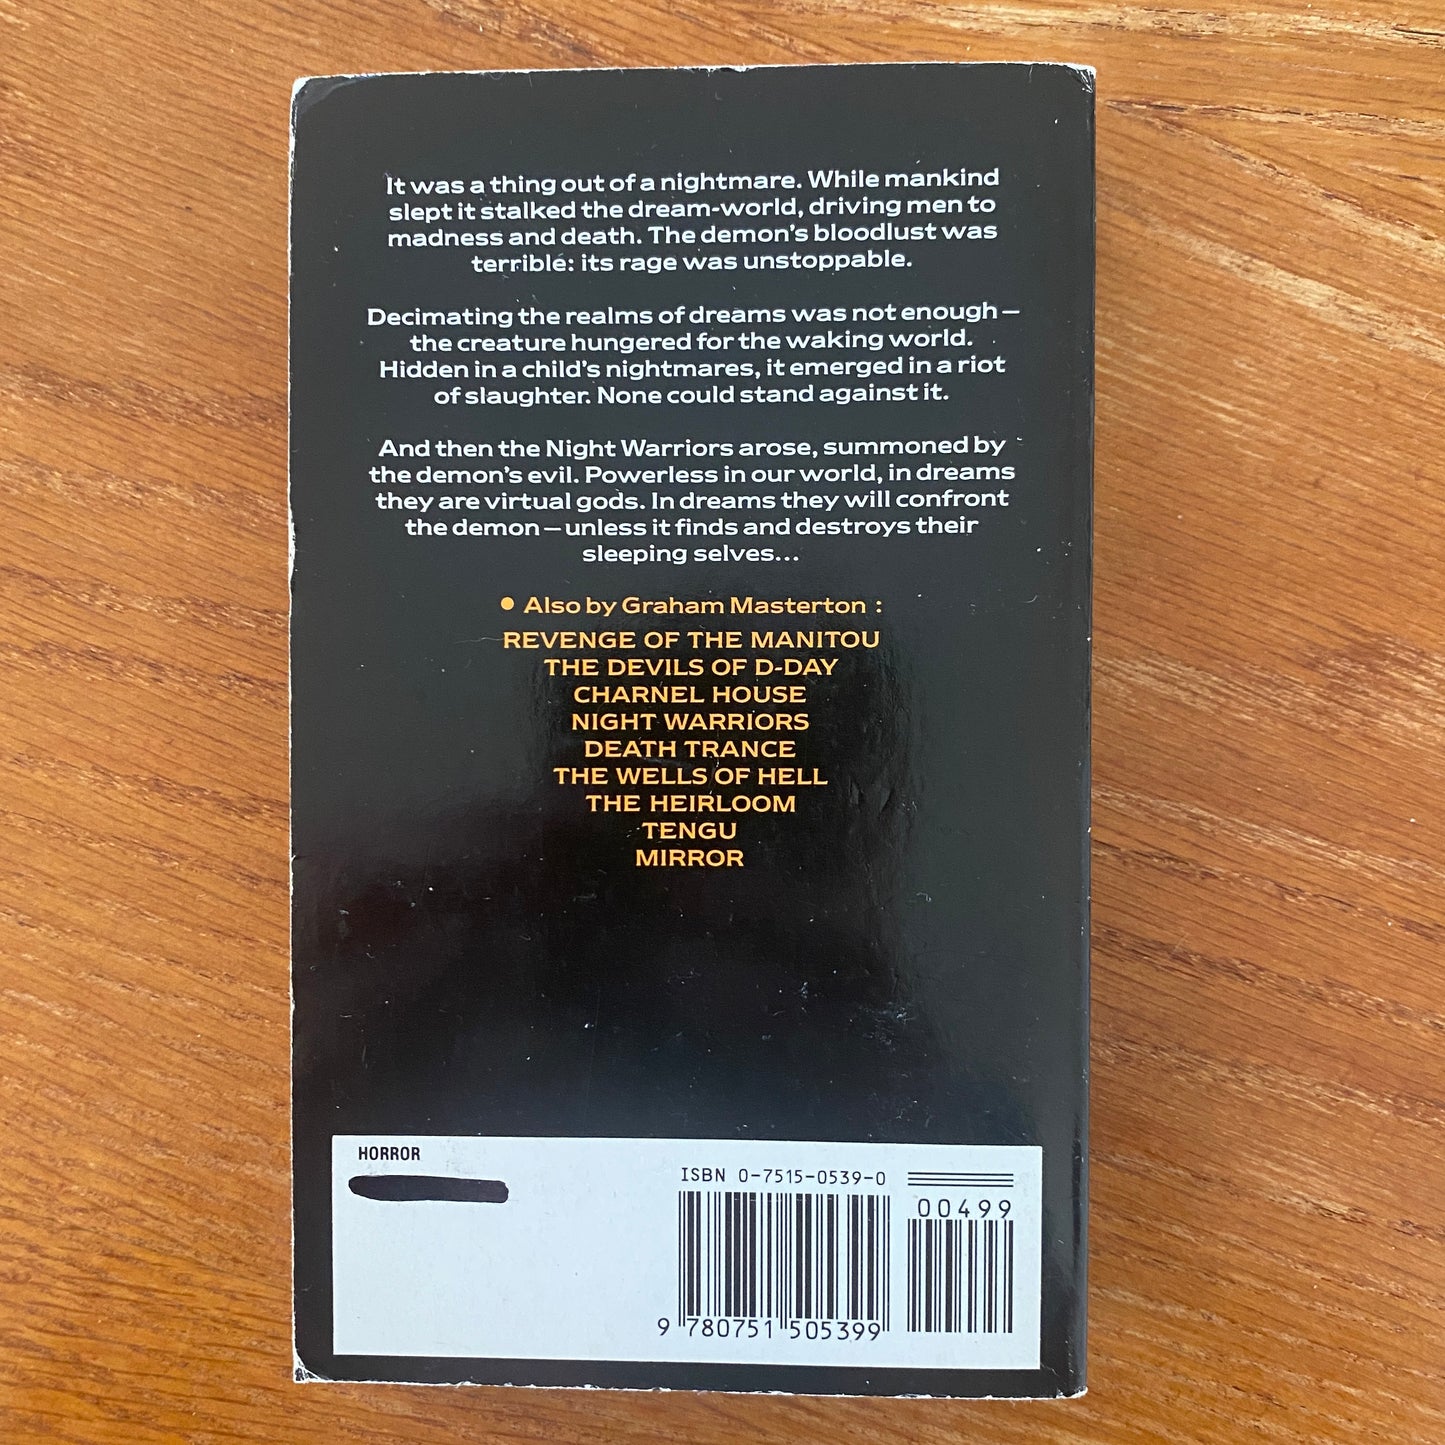 It was a thing out of a nightmare. While mankind
slept it stalked the dream-world, driving men to
madness and death. The demon's bloodlust was
terrible: its rage was unstoppable.
Decimating the realms of dreams was not enough —
the creature hungered for the waking world.
Hidden in a child's nightmares, it emerged in a riot
of slaughter. None could stand against it.
And then the Night Warriors arose, summoned by
the demon's evil. Powerless in our world, in dreams
they are virtual gods. In dreams they will confront
the demon — unless it finds and destroys their
sleeping selves...
• Also by Graham Masterton :
REVENGE OF THE MANITOU
THE DEVILS OF D-DAY
CHARNEL HOUSE
NIGHT WARRIORS
DEATH TRANCE
THE WELLS OF HELL
THE HEIRLOOM
TENGU
MIRROR
HORROR
ISBN 0-7515-0539-0
00499
9 780751 505399